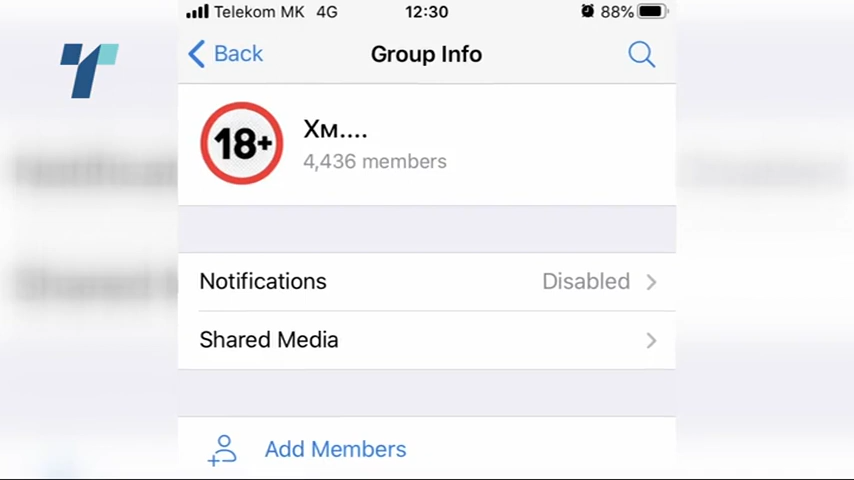 Telekom MK 4G 12:30 88%
Back Group Info
18+
Хм....
4,436 members
Notifications Disabled
Shared Media
Add Members